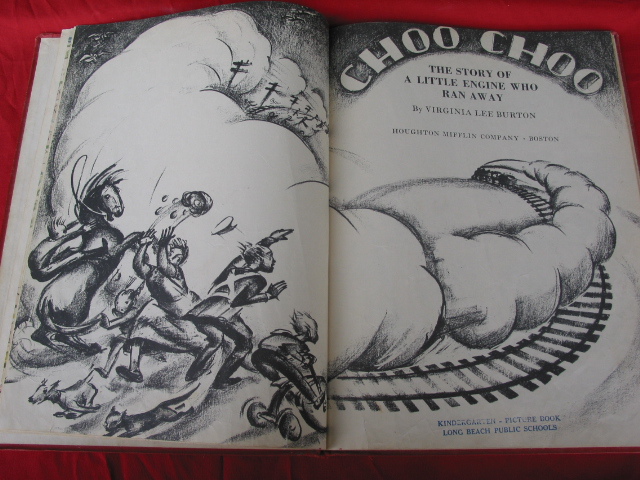 CHOO CHOO
THE STORY OF
A LITTLE ENGINE WHO
RAN AWAY
By VIRGINIA LEE BURTON
HOUGHTON MIFFLIN COMPANY · BOSTON
KINDERGARTEN - PICTURE BOOK
LONG BEACH PUBLIC SCHOOLS